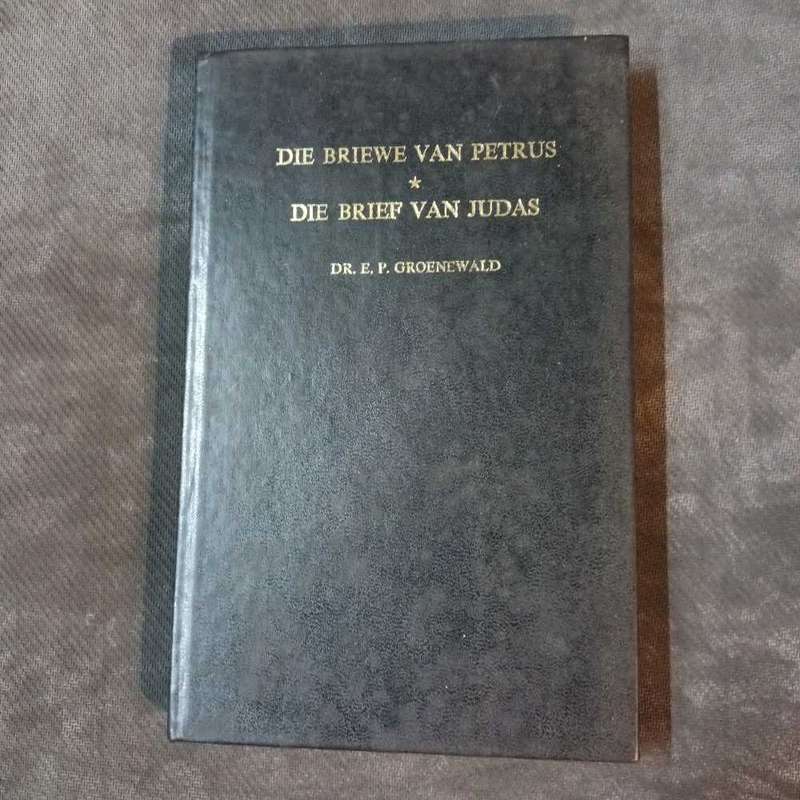 DIE BRIEWE VAN PETRUS
*
DIE BRIEF VAN JUDAS
DR. E. P. GROENEWALD